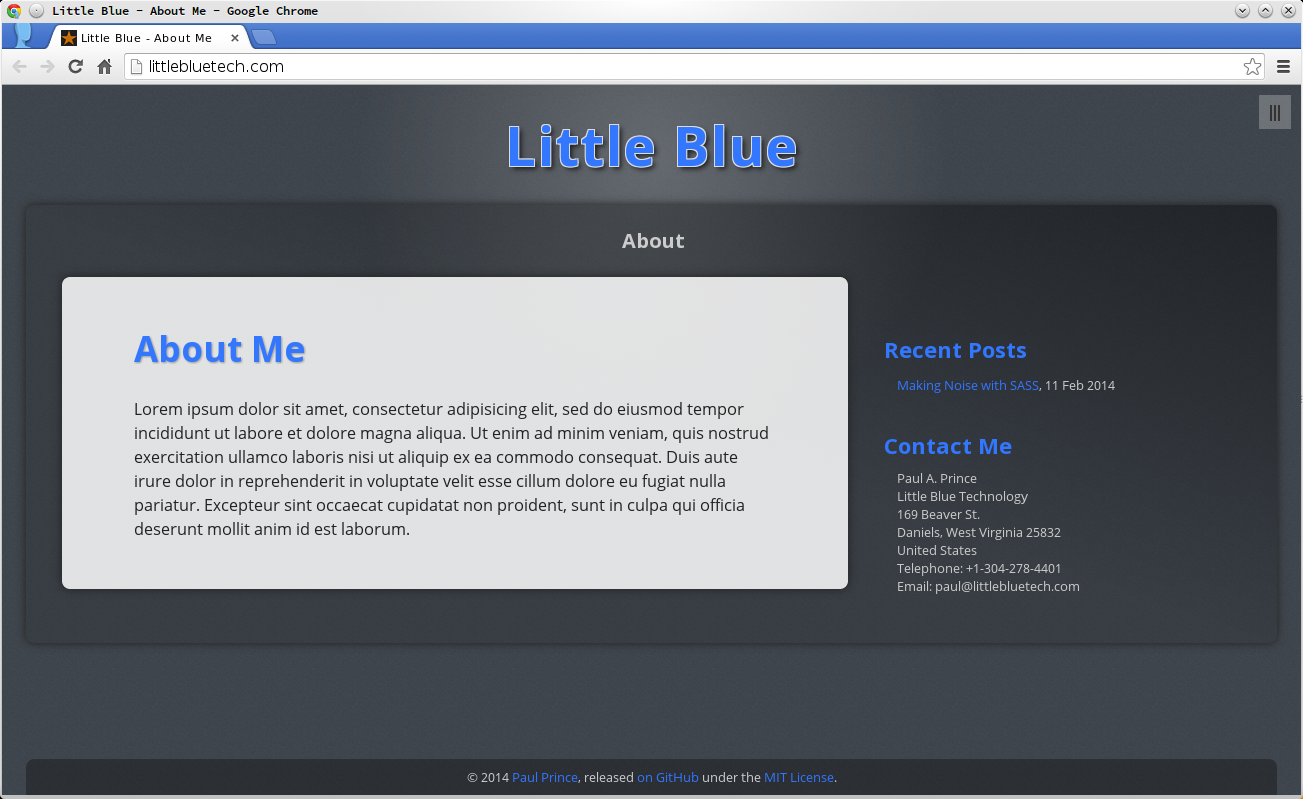 Little Blue - About Me - Google Chrome
Little Blue - About Me
littlebluetech.com
Little Blue
About
About Me
Lorem ipsum dolor sit amet, consectetur adipisicing elit, sed do eiusmod tempor
incididunt ut labore et dolore magna aliqua. Ut enim ad minim veniam, quis nostrud
exercitation ullamco laboris nisi ut aliquip ex ea commodo consequat. Duis aute
irure dolor in reprehenderit in voluptate velit esse cillum dolore eu fugiat nulla
pariatur. Excepteur sint occaecat cupidatat non proident, sunt in culpa qui officia
deserunt mollit anim id est laborum.
Recent Posts
Making Noise with SASS, 11 Feb 2014
Contact Me
Paul A. Prince
Little Blue Technology
169 Beaver St.
Daniels, West Virginia 25832
United States
Telephone: +1-304-278-4401
Email: paul@littlebluetech.com
© 2014 Paul Prince, released on GitHub under the MIT License.